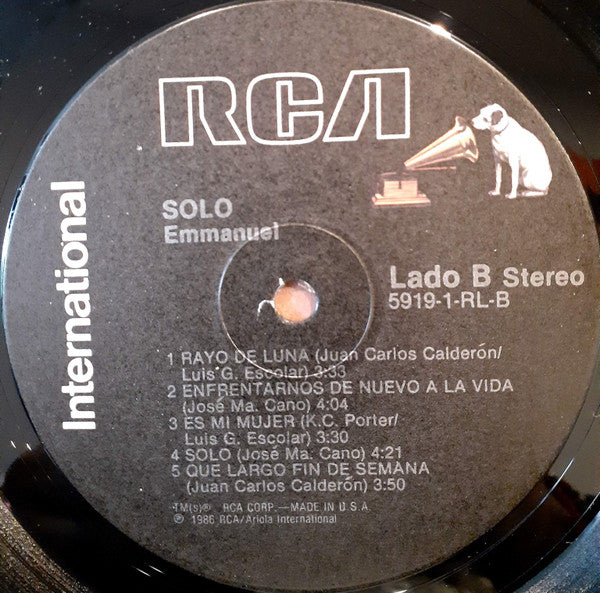 RCA
International
SOLO
Emmanuel
Lado B Stereo
5919-1-RL-B
1 RAYO DE LUNA (Juan Carlos Calderón/
Luis G. Escolar) 3:33
2 ENFRENTARNOS DE NUEVO A LA VIDA
(José Ma. Cano) 4:04
3 ES MI MUJER (K.C. Porter/
Luis G. Escolar) 3:30
4 SOLO (José Ma. Cano) 4:21
5 QUE LARGO FIN DE SEMANA
(Juan Carlos Calderón) 3:50
TM(s)® RCA CORP.—MADE IN U.S.A.
℗ 1986 RCA/Ariola International